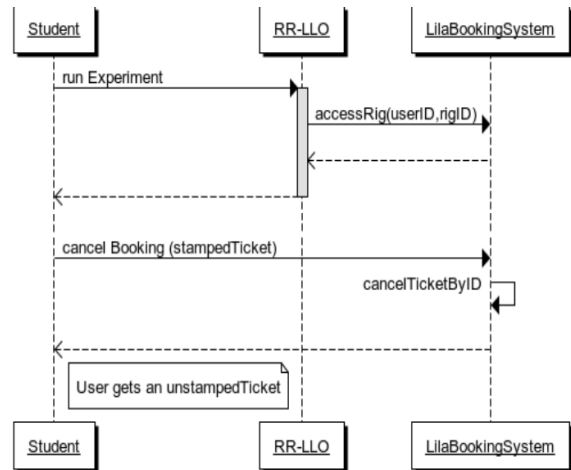 Student RR-LLO LilaBookingSystem
run Experiment
accessRig(userID,rigID)
cancel Booking (stampedTicket)
cancelTicketByID
User gets an unstampedTicket
Student RR-LLO LilaBookingSystem